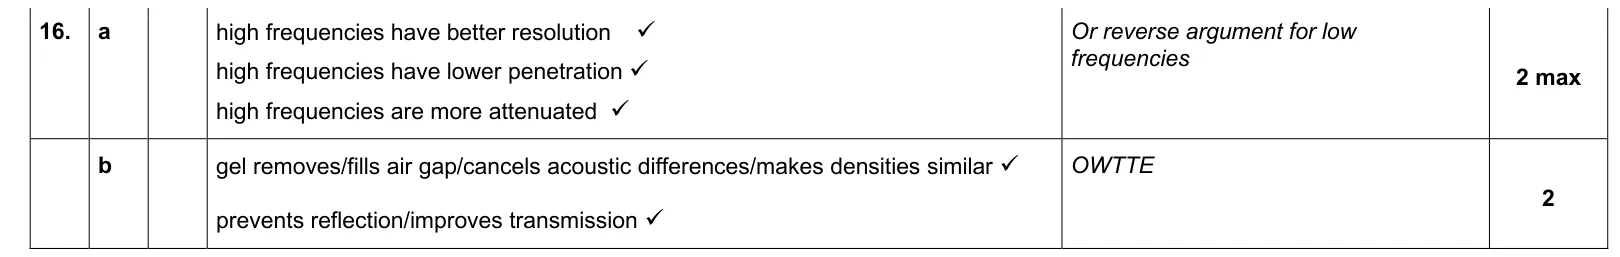 16. a high frequencies have better resolution ✓ Or reverse argument for low
frequencies
high frequencies have lower penetration ✓
2 max
high frequencies are more attenuated ✓
b gel removes/fills air gap/cancels acoustic differences/makes densities similar ✓ OWTTE
2
prevents reflection/improves transmission ✓